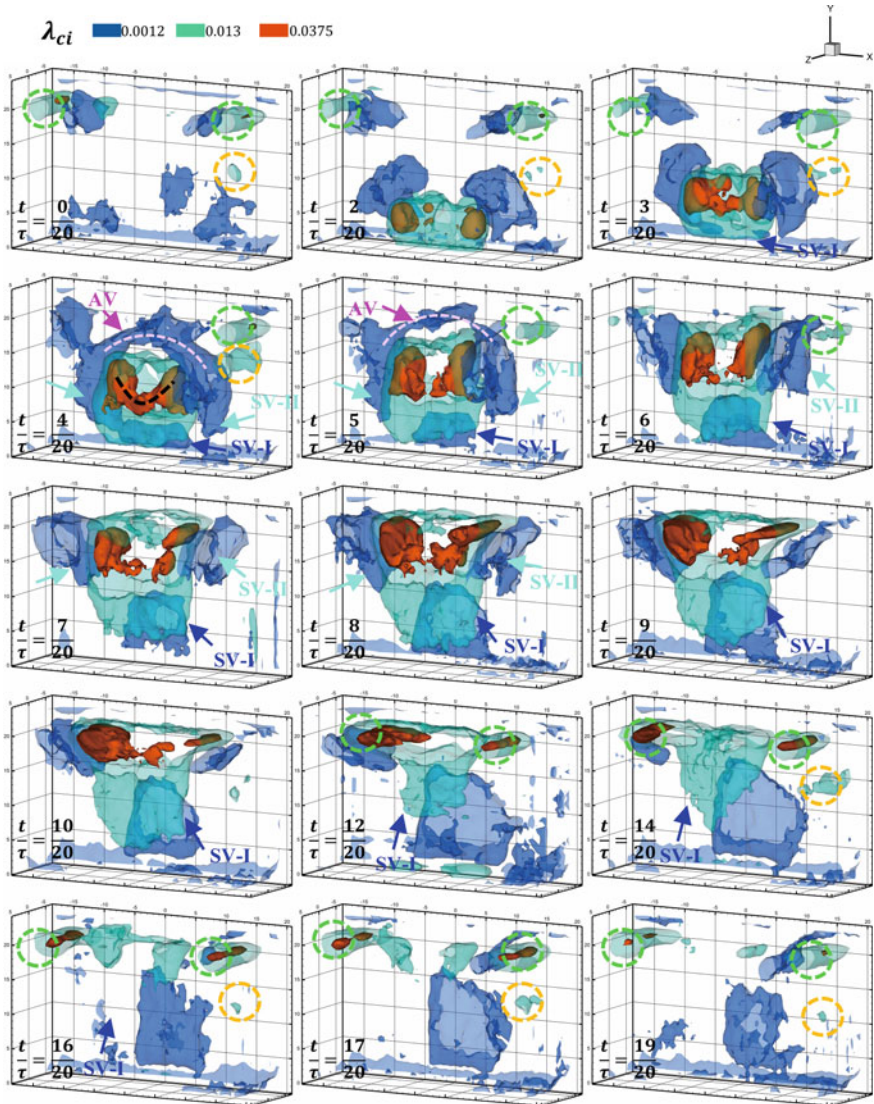 λci 0.0012 0.013 0.0375
Y
Z X
t/τ = 0/20
t/τ = 2/20
t/τ = 3/20
SV-I
AV
SV-II
SV-I
t/τ = 4/20
AV
SV-II
SV-I
t/τ = 5/20
SV-II
SV-I
t/τ = 6/20
SV-II
SV-I
t/τ = 7/20
SV-II
SV-I
t/τ = 8/20
SV-I
t/τ = 9/20
SV-I
t/τ = 10/20
SV-I
t/τ = 12/20
SV-I
t/τ = 14/20
SV-I
t/τ = 16/20
t/τ = 17/20
t/τ = 19/20